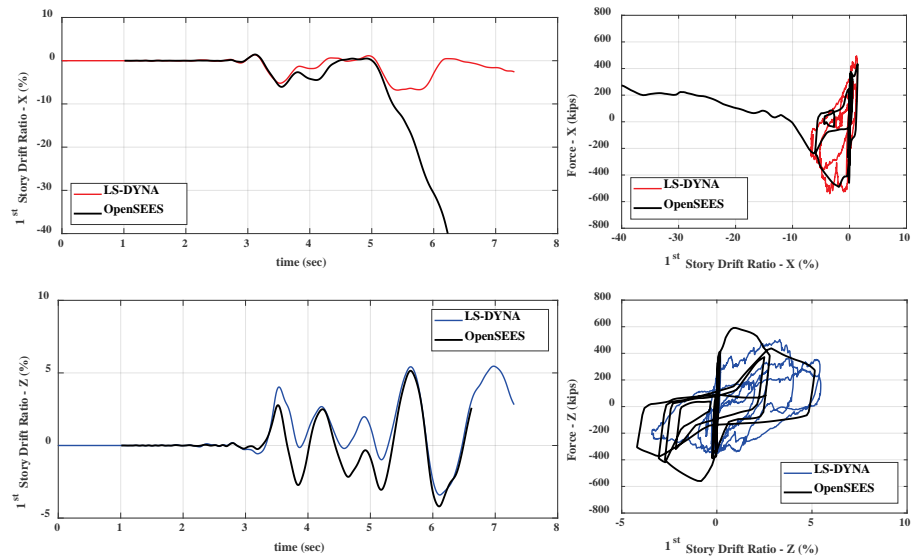 10
0
-10
-20
-30
-40
1st Story Drift Ratio - X (%)
LS-DYNA
OpenSEES
0 1 2 3 4 5 6 7 8
time (sec)
800
600
400
200
0
-200
-400
-600
-800
Force - X (kips)
LS-DYNA
OpenSEES
-40 -30 -20 -10 0 10
1st Story Drift Ratio - X (%)
10
5
0
-5
1st Story Drift Ratio - Z (%)
LS-DYNA
OpenSEES
0 1 2 3 4 5 6 7 8
time (sec)
800
600
400
200
0
-200
-400
-600
-800
Force - Z (kips)
LS-DYNA
OpenSEES
-5 0 5 10
1st Story Drift Ratio - Z (%)